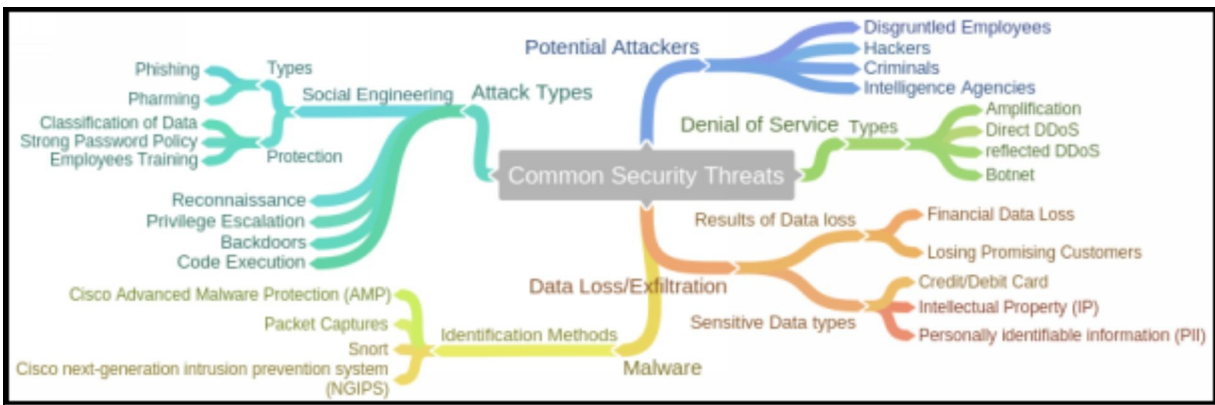 Common Security Threats
Potential Attackers
Disgruntled Employees
Hackers
Criminals
Intelligence Agencies
Denial of Service
Types
Amplification
Direct DDoS
reflected DDoS
Botnet
Data Loss/Exfiltration
Results of Data loss
Financial Data Loss
Losing Promising Customers
Sensitive Data types
Credit/Debit Card
Intellectual Property (IP)
Personally identifiable information (PII)
Malware
Identification Methods
Cisco Advanced Malware Protection (AMP)
Packet Captures
Snort
Cisco next-generation intrusion prevention system
(NGIPS)
Attack Types
Social Engineering
Types
Phishing
Pharming
Protection
Classification of Data
Strong Password Policy
Employees Training
Reconnaissance
Privilege Escalation
Backdoors
Code Execution